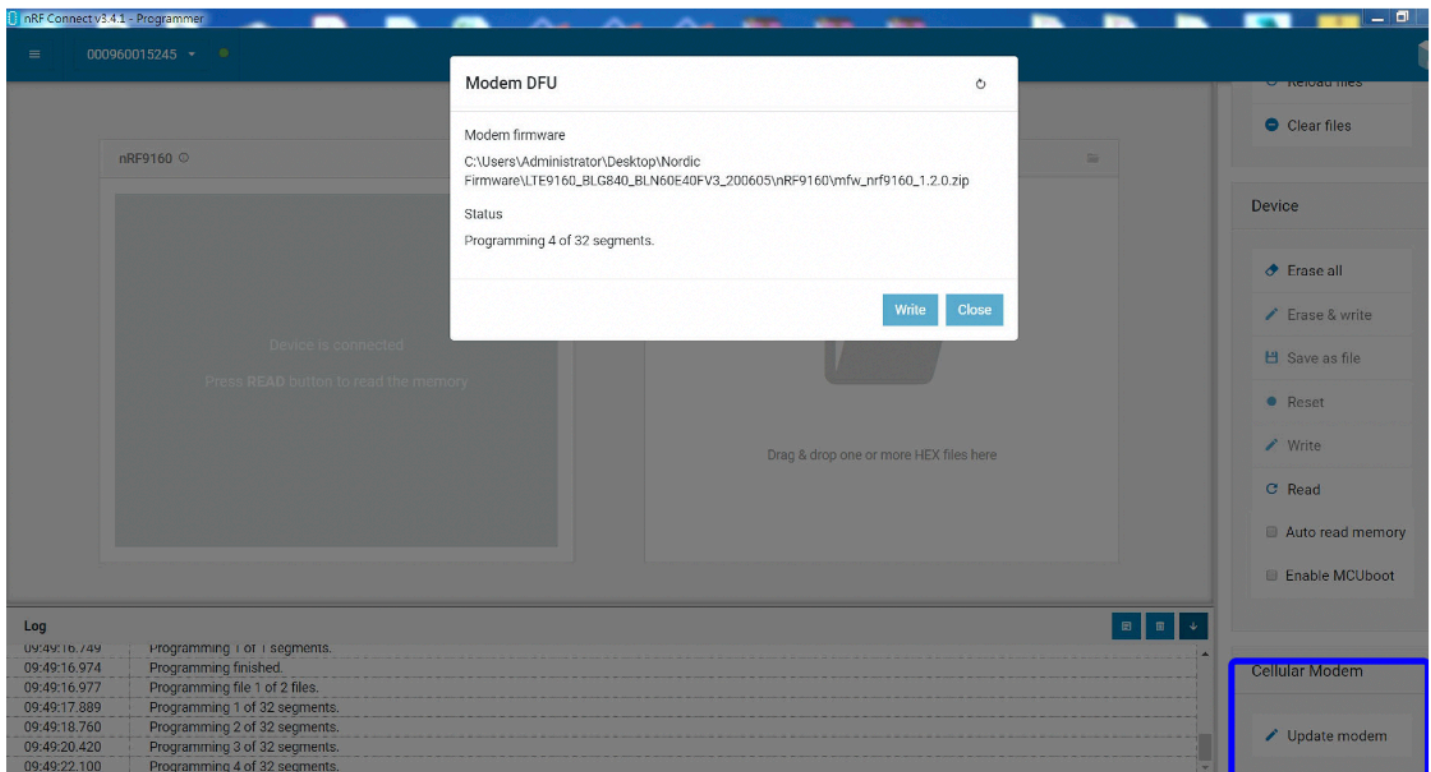 nRF Connect v3.4.1 - Programmer
000960015245
Modem DFU
Modem firmware
C:\Users\Administrator\Desktop\Nordic
Firmware\LTE9160_BLG840_BLN60E40FV3_200605\nRF9160\mfw_nrf9160_1.2.0.zip
Status
Programming 4 of 32 segments.
Write
Close
nRF9160
Device is connected
Press READ button to read the memory
Drag & drop one or more HEX files here
Reload files
Clear files
Device
Erase all
Erase & write
Save as file
Reset
Write
Read
Auto read memory
Enable MCUboot
Cellular Modem
Update modem
Log
09:49:16.749 Programming 1 of 1 segments.
09:49:16.974 Programming finished.
09:49:16.977 Programming file 1 of 2 files.
09:49:17.889 Programming 1 of 32 segments.
09:49:18.760 Programming 2 of 32 segments.
09:49:20.420 Programming 3 of 32 segments.
09:49:22.100 Programming 4 of 32 segments.